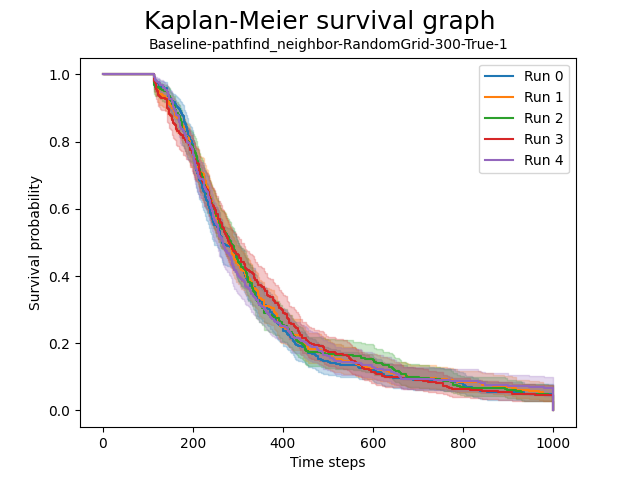 Kaplan-Meier survival graph
Baseline-pathfind_neighbor-RandomGrid-300-True-1
Run 0
Run 1
Run 2
Run 3
Run 4
Survival probability
1.0
0.8
0.6
0.4
0.2
0.0
0 200 400 600 800 1000
Time steps